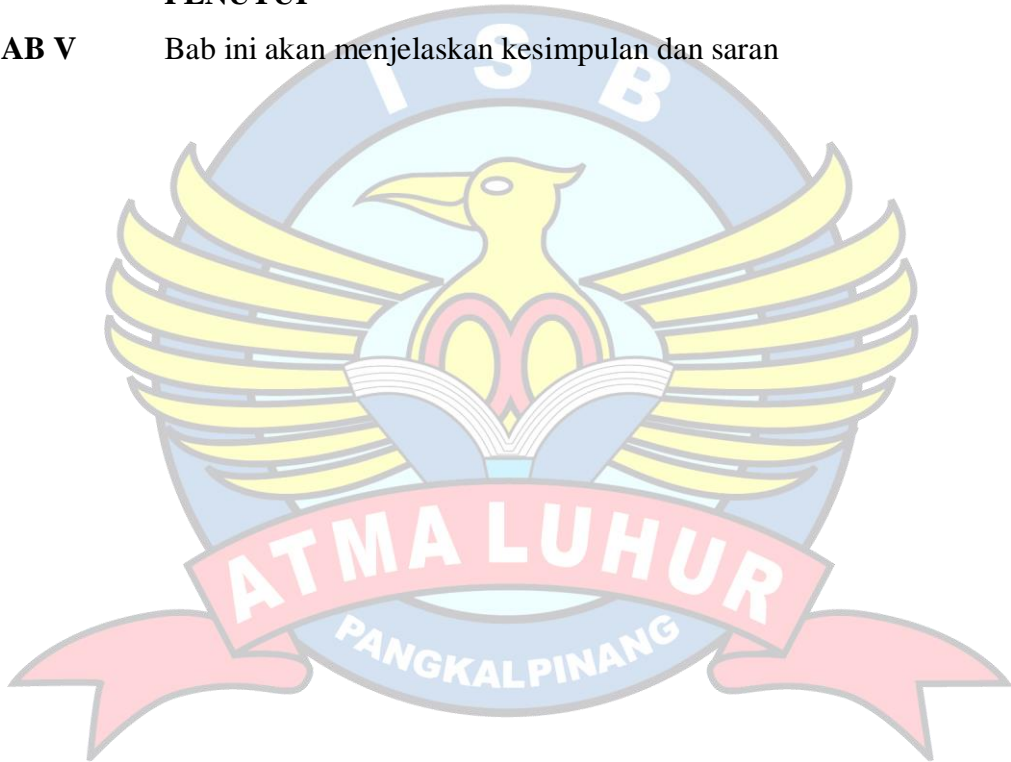 PENUTUP
AB V Bab ini akan menjelaskan kesimpulan dan saran
I S B
ATMA LUHUR
PANGKALPINANG